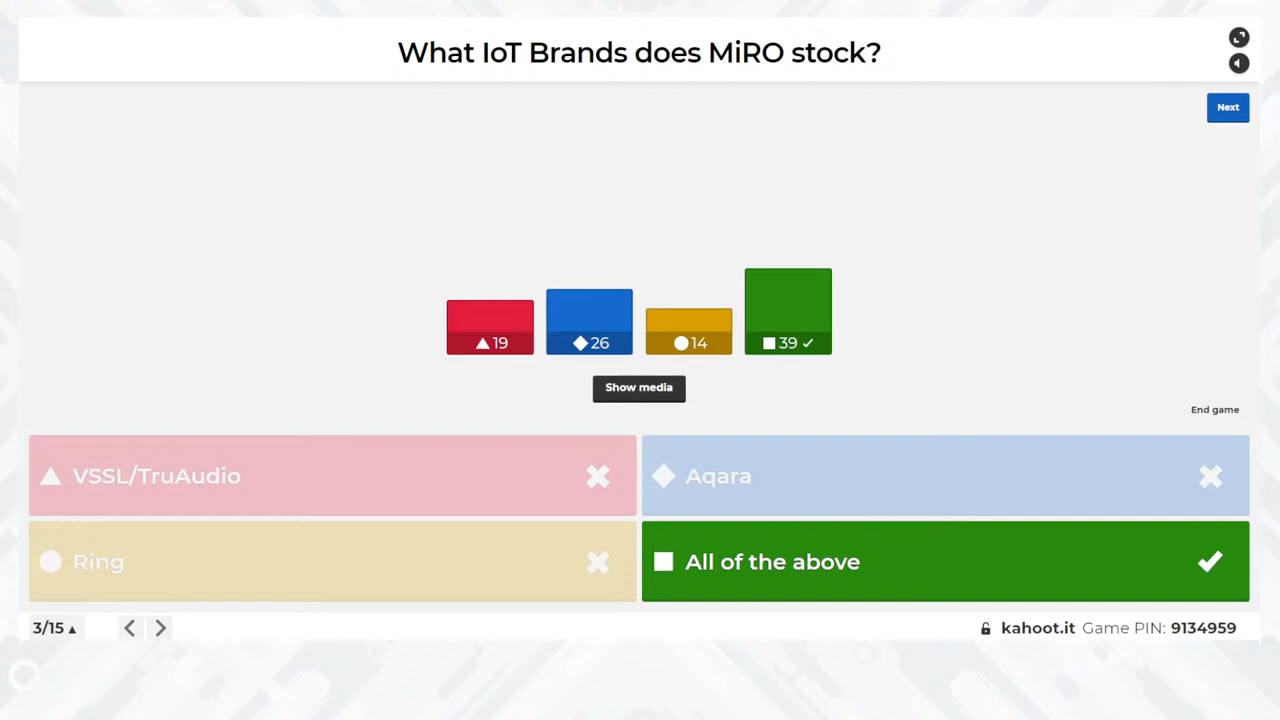 What IoT Brands does MiRO stock?
Next
19
26
14
39
Show media
End game
VSSL/TruAudio
Aqara
Ring
All of the above
3/15
kahoot.it Game PIN: 9134959